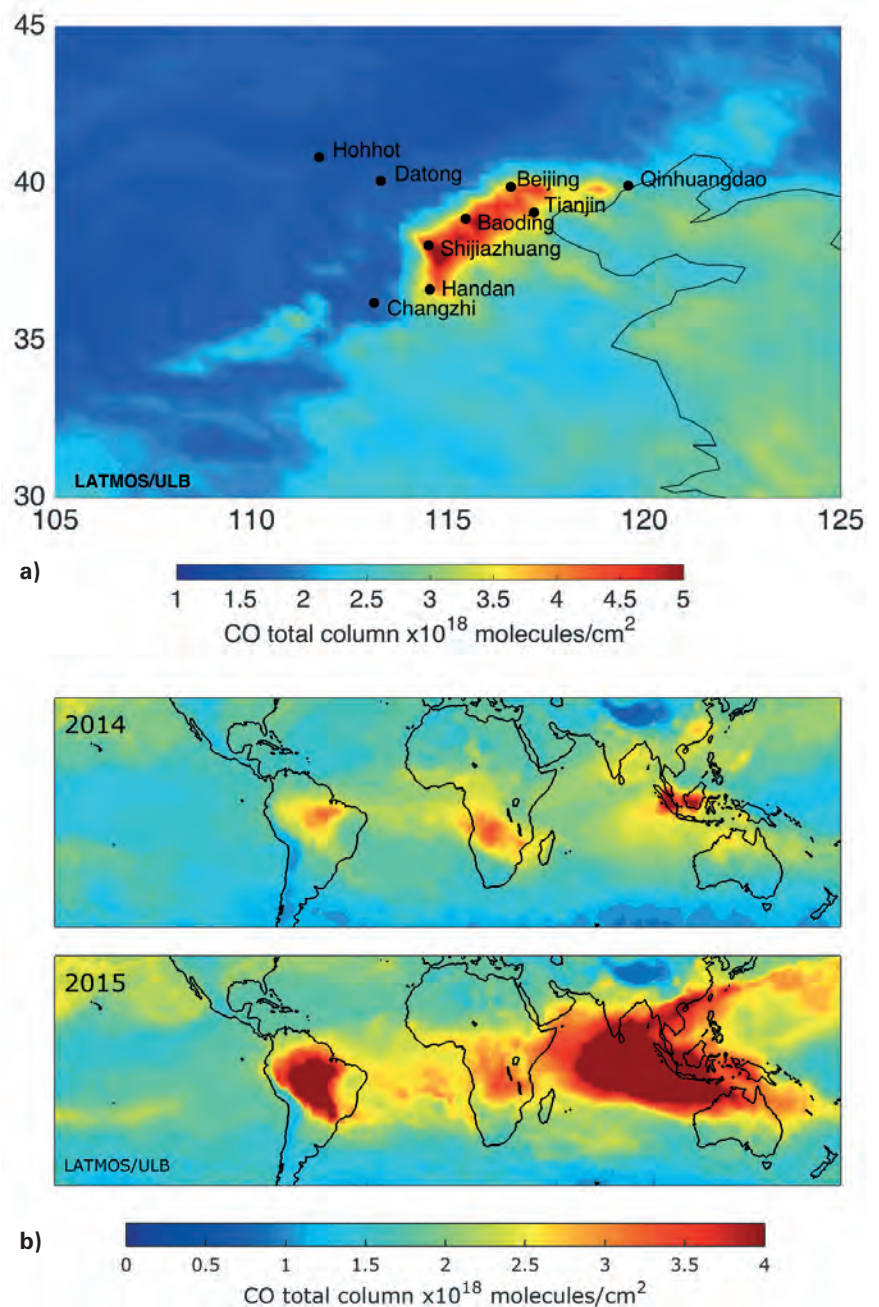 45
Hohhot
Datong
40
Beijing
Qinhuangdao
Tianjin
Baoding
Shijiazhuang
Handan
Changzhi
35
LATMOS/ULB
30
105 110 115 120 125
a)
1 1.5 2 2.5 3 3.5 4 4.5 5
CO total column x10¹⁸ molecules/cm²
2014
2015
LATMOS/ULB
b)
0 0.5 1 1.5 2 2.5 3 3.5 4
CO total column x10¹⁸ molecules/cm²